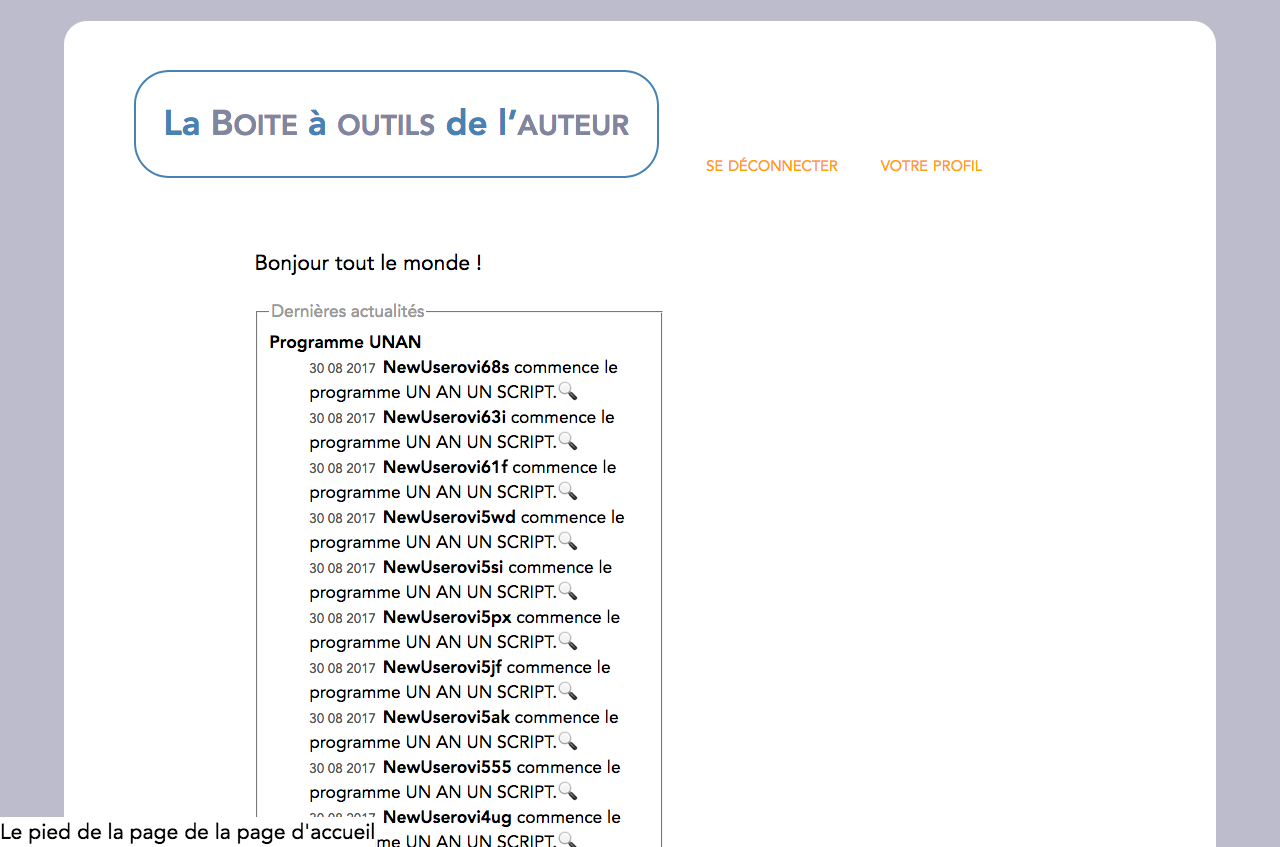 La BOITE à OUTILS de l’AUTEUR
SE DÉCONNECTER VOTRE PROFIL
Bonjour tout le monde !
Dernières actualités
Programme UNAN
30 08 2017 NewUserovi68s commence le
programme UN AN UN SCRIPT.
30 08 2017 NewUserovi63i commence le
programme UN AN UN SCRIPT.
30 08 2017 NewUserovi61f commence le
programme UN AN UN SCRIPT.
30 08 2017 NewUserovi5wd commence le
programme UN AN UN SCRIPT.
30 08 2017 NewUserovi5si commence le
programme UN AN UN SCRIPT.
30 08 2017 NewUserovi5px commence le
programme UN AN UN SCRIPT.
30 08 2017 NewUserovi5jf commence le
programme UN AN UN SCRIPT.
30 08 2017 NewUserovi5ak commence le
programme UN AN UN SCRIPT.
30 08 2017 NewUserovi555 commence le
programme UN AN UN SCRIPT.
NewUserovi4ug commence le
Le pied de la page de la page d'accueil
UN AN UN SCRIPT.